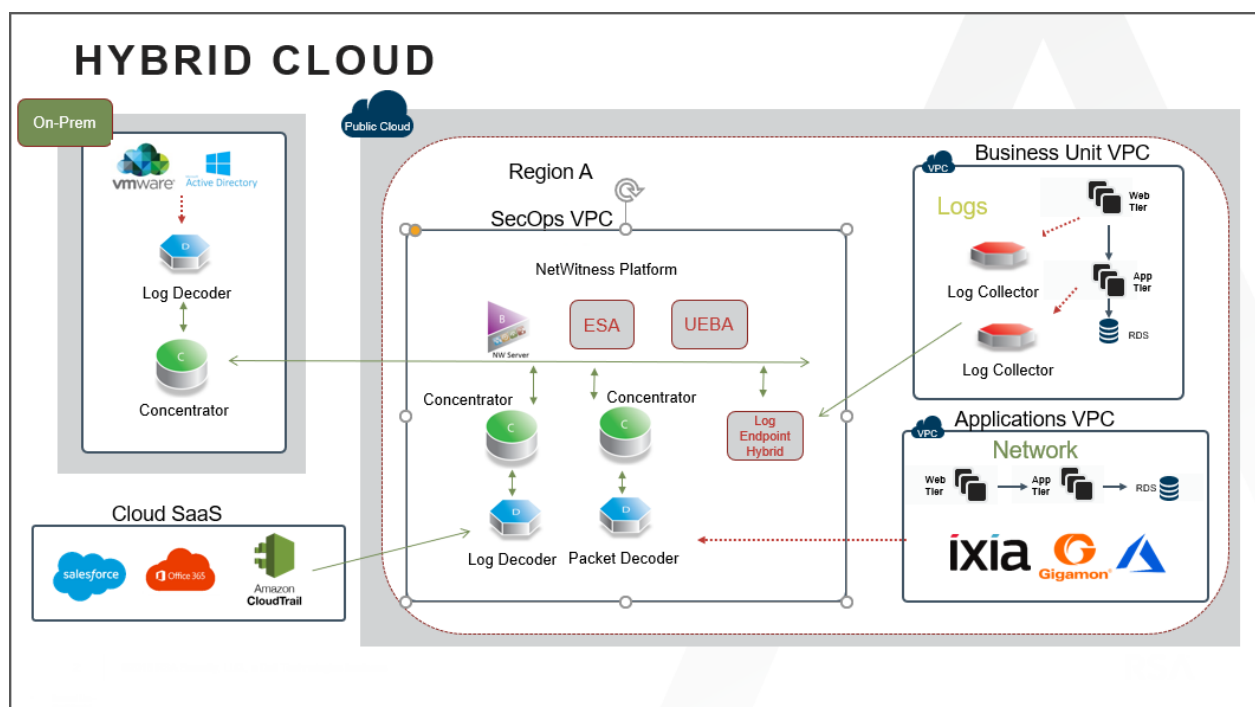 HYBRID CLOUD
On-Prem
vmware®
Active Directory
D
Log Decoder
C
Concentrator
Cloud SaaS
salesforce
Office 365
Amazon
CloudTrail
Public Cloud
Region A
SecOps VPC
NetWitness Platform
B
NW Server
ESA
UEBA
Concentrator
C
Concentrator
C
Log
Endpoint
Hybrid
D
Log Decoder
D
Packet Decoder
Business Unit VPC
VPC
Logs
Web
Tier
Log Collector
App
Tier
RDS
Log Collector
Applications VPC
VPC
Network
Web
Tier
App
Tier
RDS
ixia
Gigamon®